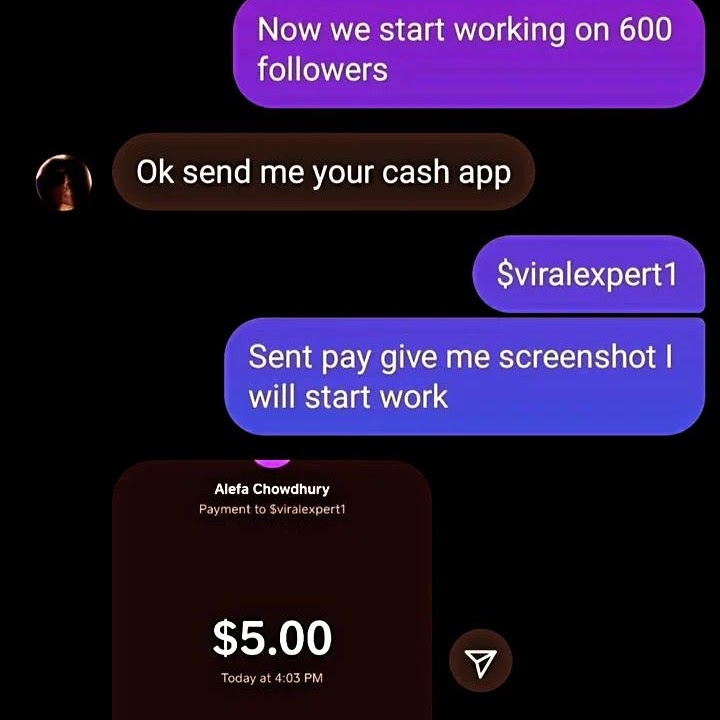 Now we start working on 600
followers
Ok send me your cash app
$viralexpert1
Sent pay give me screenshot I
will start work
Alefa Chowdhury
Payment to $viralexpert1
$5.00
Today at 4:03 PM